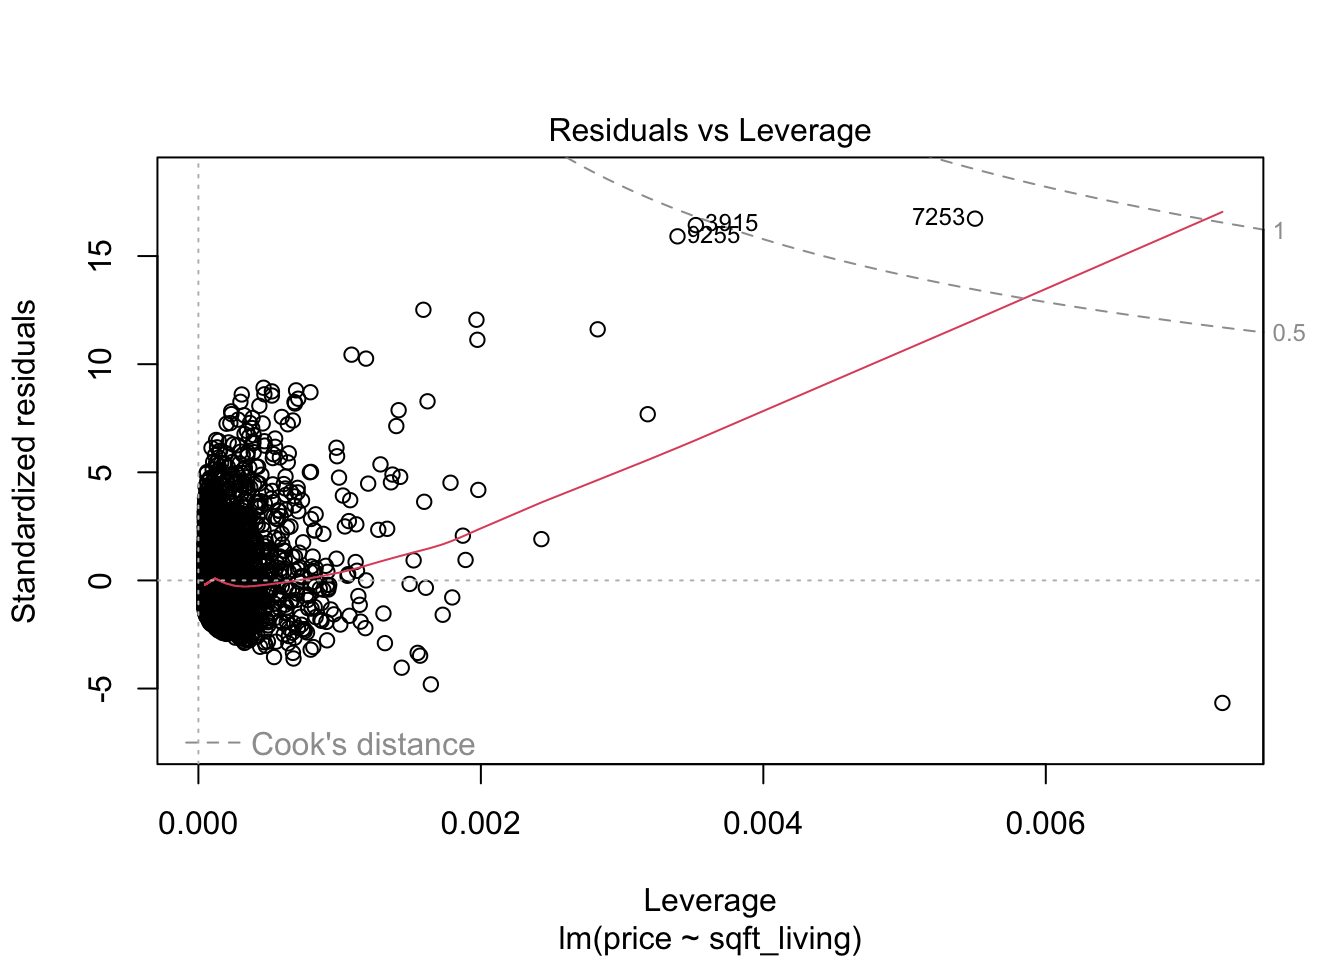 Residuals vs Leverage
Standardized residuals
15
10
5
0
-5
3915
9255
7253
1
0.5
Cook's distance
0.000 0.002 0.004 0.006
Leverage
lm(price ~ sqft_living)